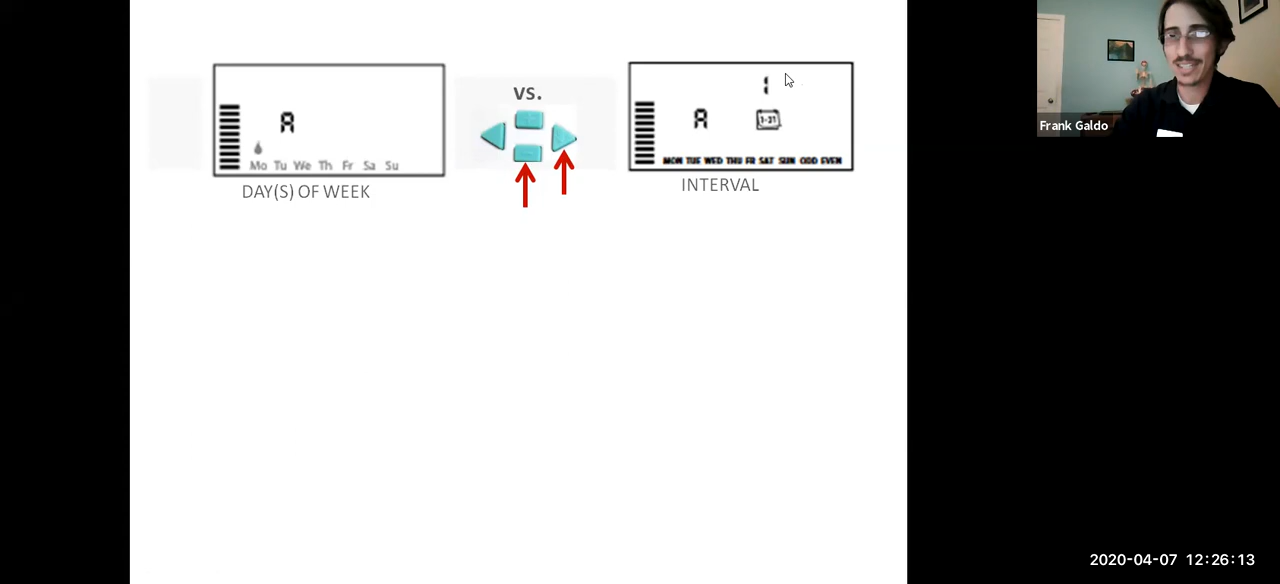 A
Mo Tu We Th Fr Sa Su
DAY(S) OF WEEK
VS.
1
A
1-31
MON TUE WED THU FR SAT SUN ODD EVEN
INTERVAL
Frank Galdo
2020-04-07 12:26:13